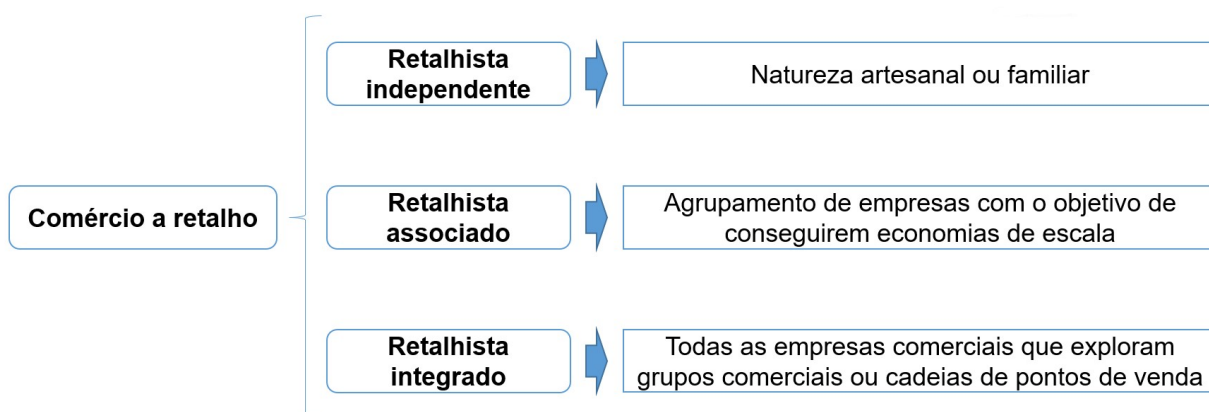 Comércio a retalho
Retalhista
independente
Natureza artesanal ou familiar
Retalhista
associado
Agrupamento de empresas com o objetivo de
conseguirem economias de escala
Retalhista
integrado
Todas as empresas comerciais que exploram
grupos comerciais ou cadeias de pontos de venda